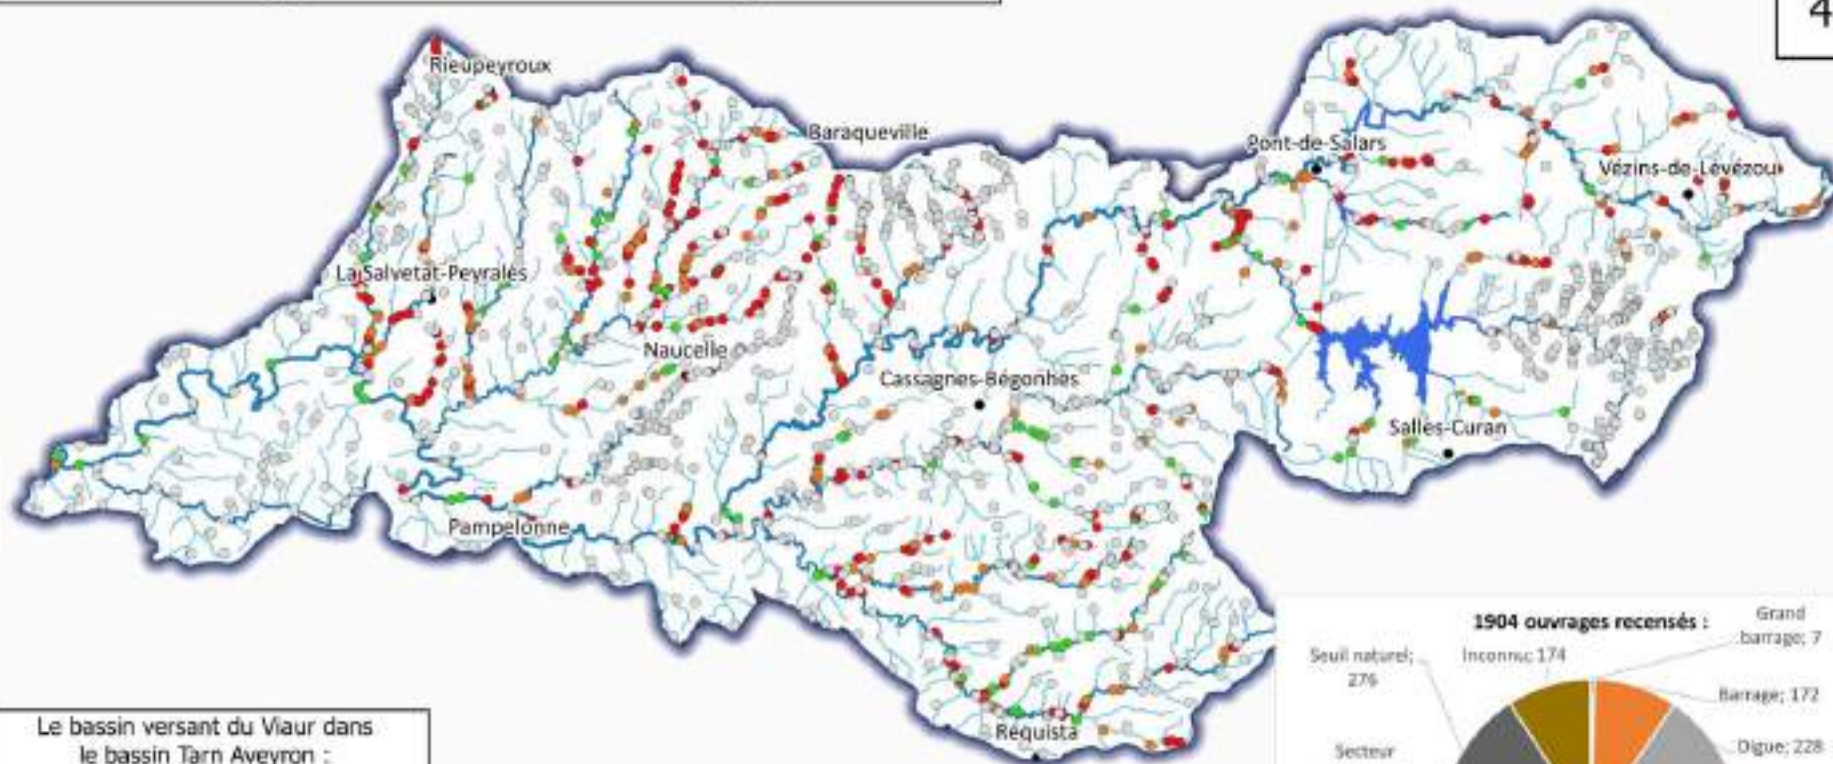 4
Rieupeyroux
Baraqueville
Pont-de-Salars
Vézins-de-Lévézou
La Salvetat-Peyralès
Naucelle
Cassagnes-Bégonhès
Salles-Curan
Pampelonne
Réquista
1904 ouvrages recensés :
Grand
barrage; 7
Seuil naturel;
276
Inconnu; 174
Barrage; 172
Digue; 228
Secteur
Le bassin versant du Viaur dans
le bassin Tarn Aveyron :